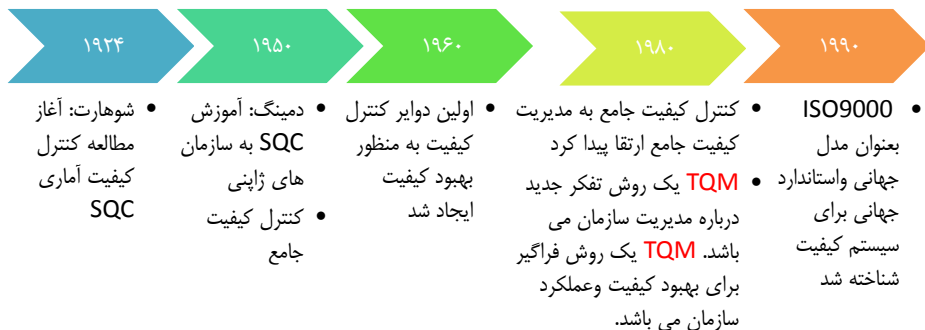 ۱۹۲۴
شوهارت: آغاز
مطالعه کنترل
کیفیت آماری
SQC
۱۹۵۰
دمینگ: آموزش
SQC به سازمان
های ژاپنی
کنترل کیفیت
جامع
۱۹۶۰
اولین دوایر کنترل
کیفیت به منظور
بهبود کیفیت
ایجاد شد
۱۹۸۰
کنترل کیفیت جامع به مدیریت
کیفیت جامع ارتقا پیدا کرد
TQM یک روش تفکر جدید
درباره مدیریت سازمان می
باشد. TQM یک روش فراگیر
برای بهبود کیفیت وعملکرد
سازمان می باشد.
۱۹۹۰
ISO9000
بعنوان مدل
جهانی واستاندارد
جهانی برای
سیستم کیفیت
شناخته شد